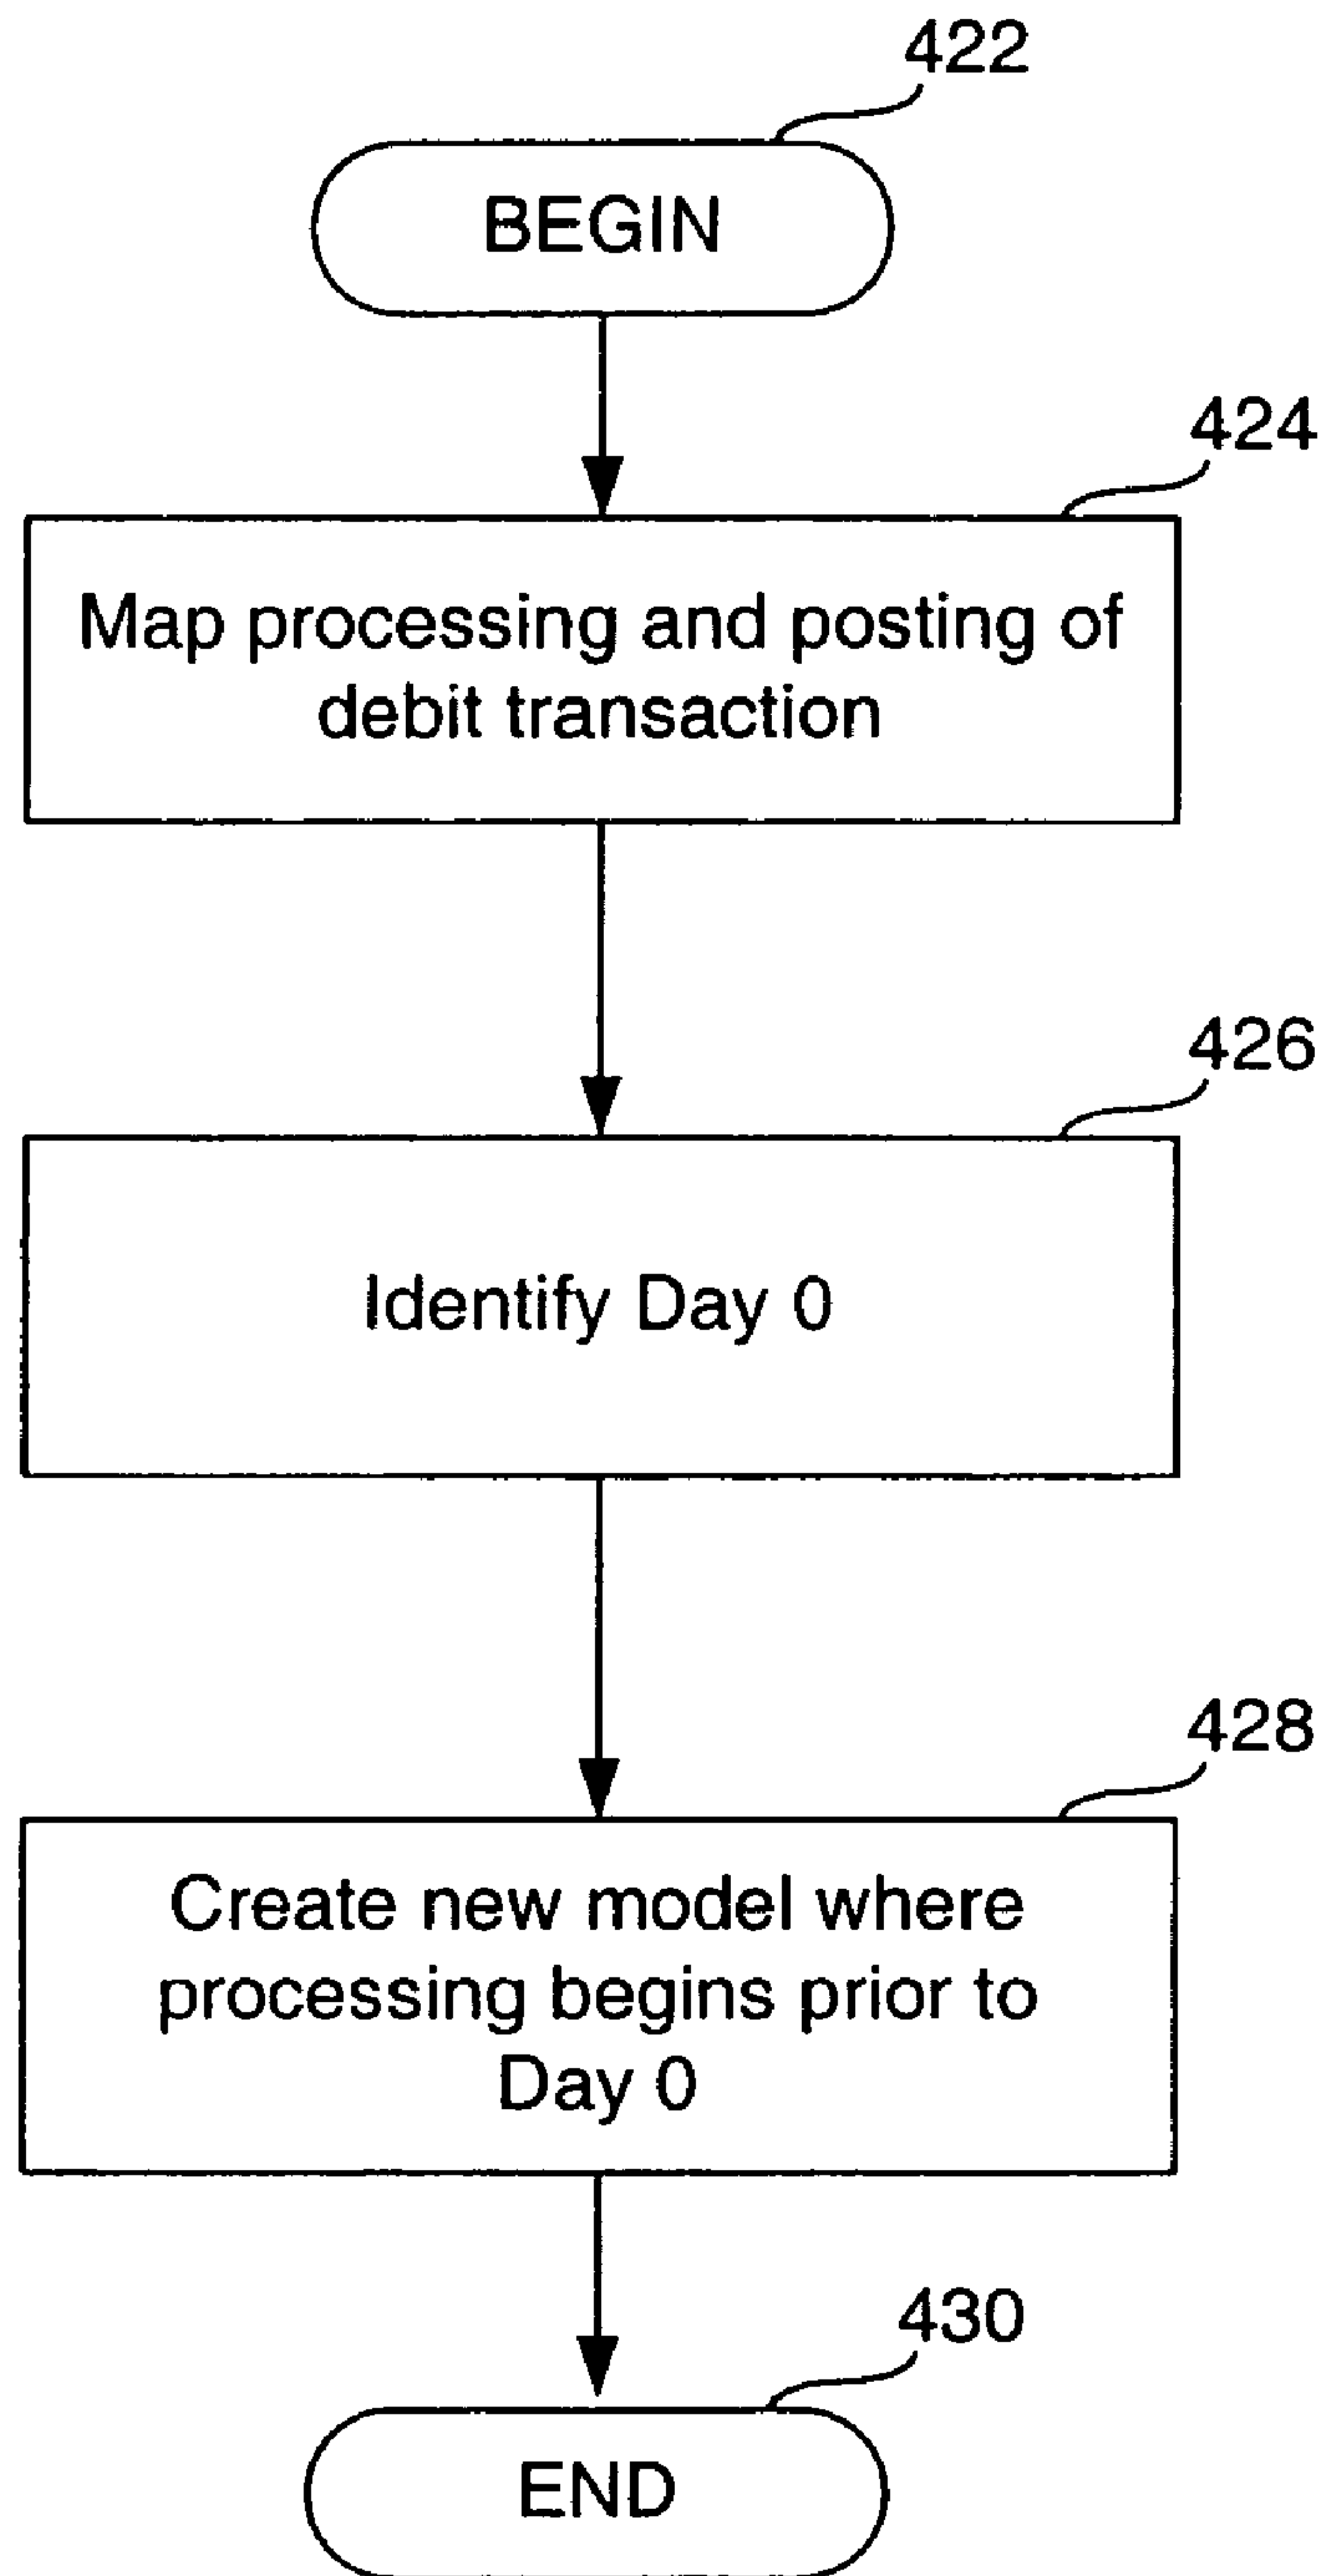 422
BEGIN
424
Map processing and posting of
debit transaction
426
Identify Day 0
428
Create new model where
processing begins prior to
Day 0
430
END